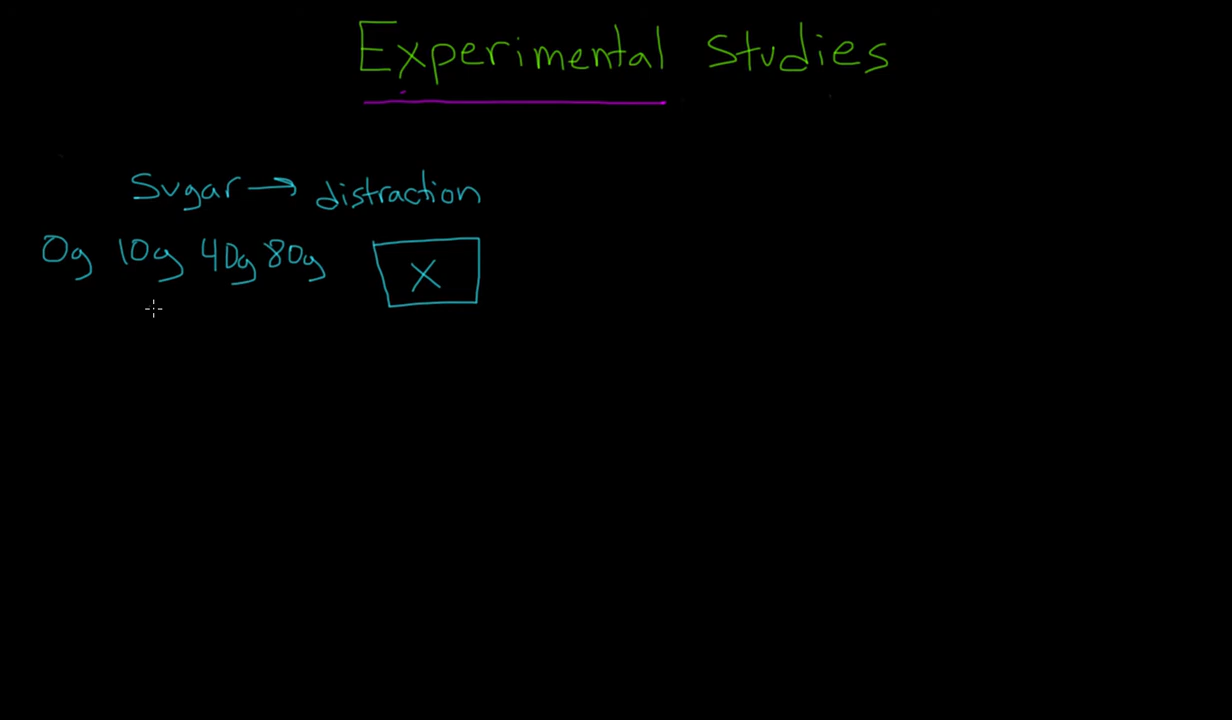 Experimental Studies
Sugar → distraction
0g 10g 40g 80g X